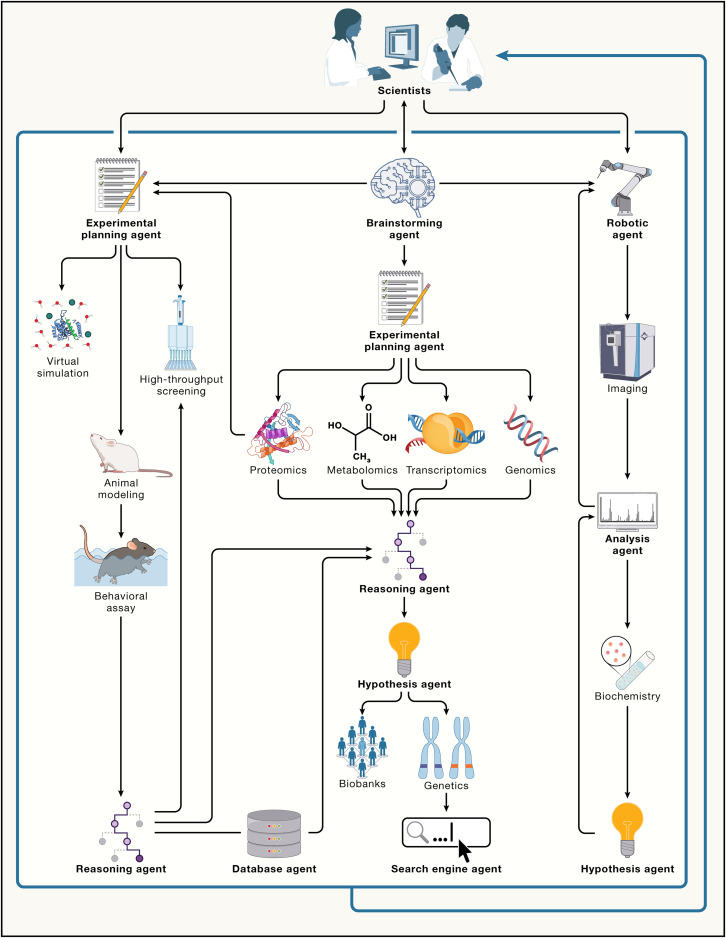 Scientists
Experimental
planning agent
Brainstorming
agent
Robotic
agent
Virtual
simulation
High-throughput
screening
Experimental
planning agent
Imaging
HO
O
OH
CH3
Proteomics
Metabolomics
Transcriptomics
Genomics
Animal
modeling
Analysis
agent
Behavioral
assay
Reasoning agent
Hypothesis agent
Biochemistry
Biobanks
Genetics
Reasoning agent
Database agent
Search engine agent
Hypothesis agent